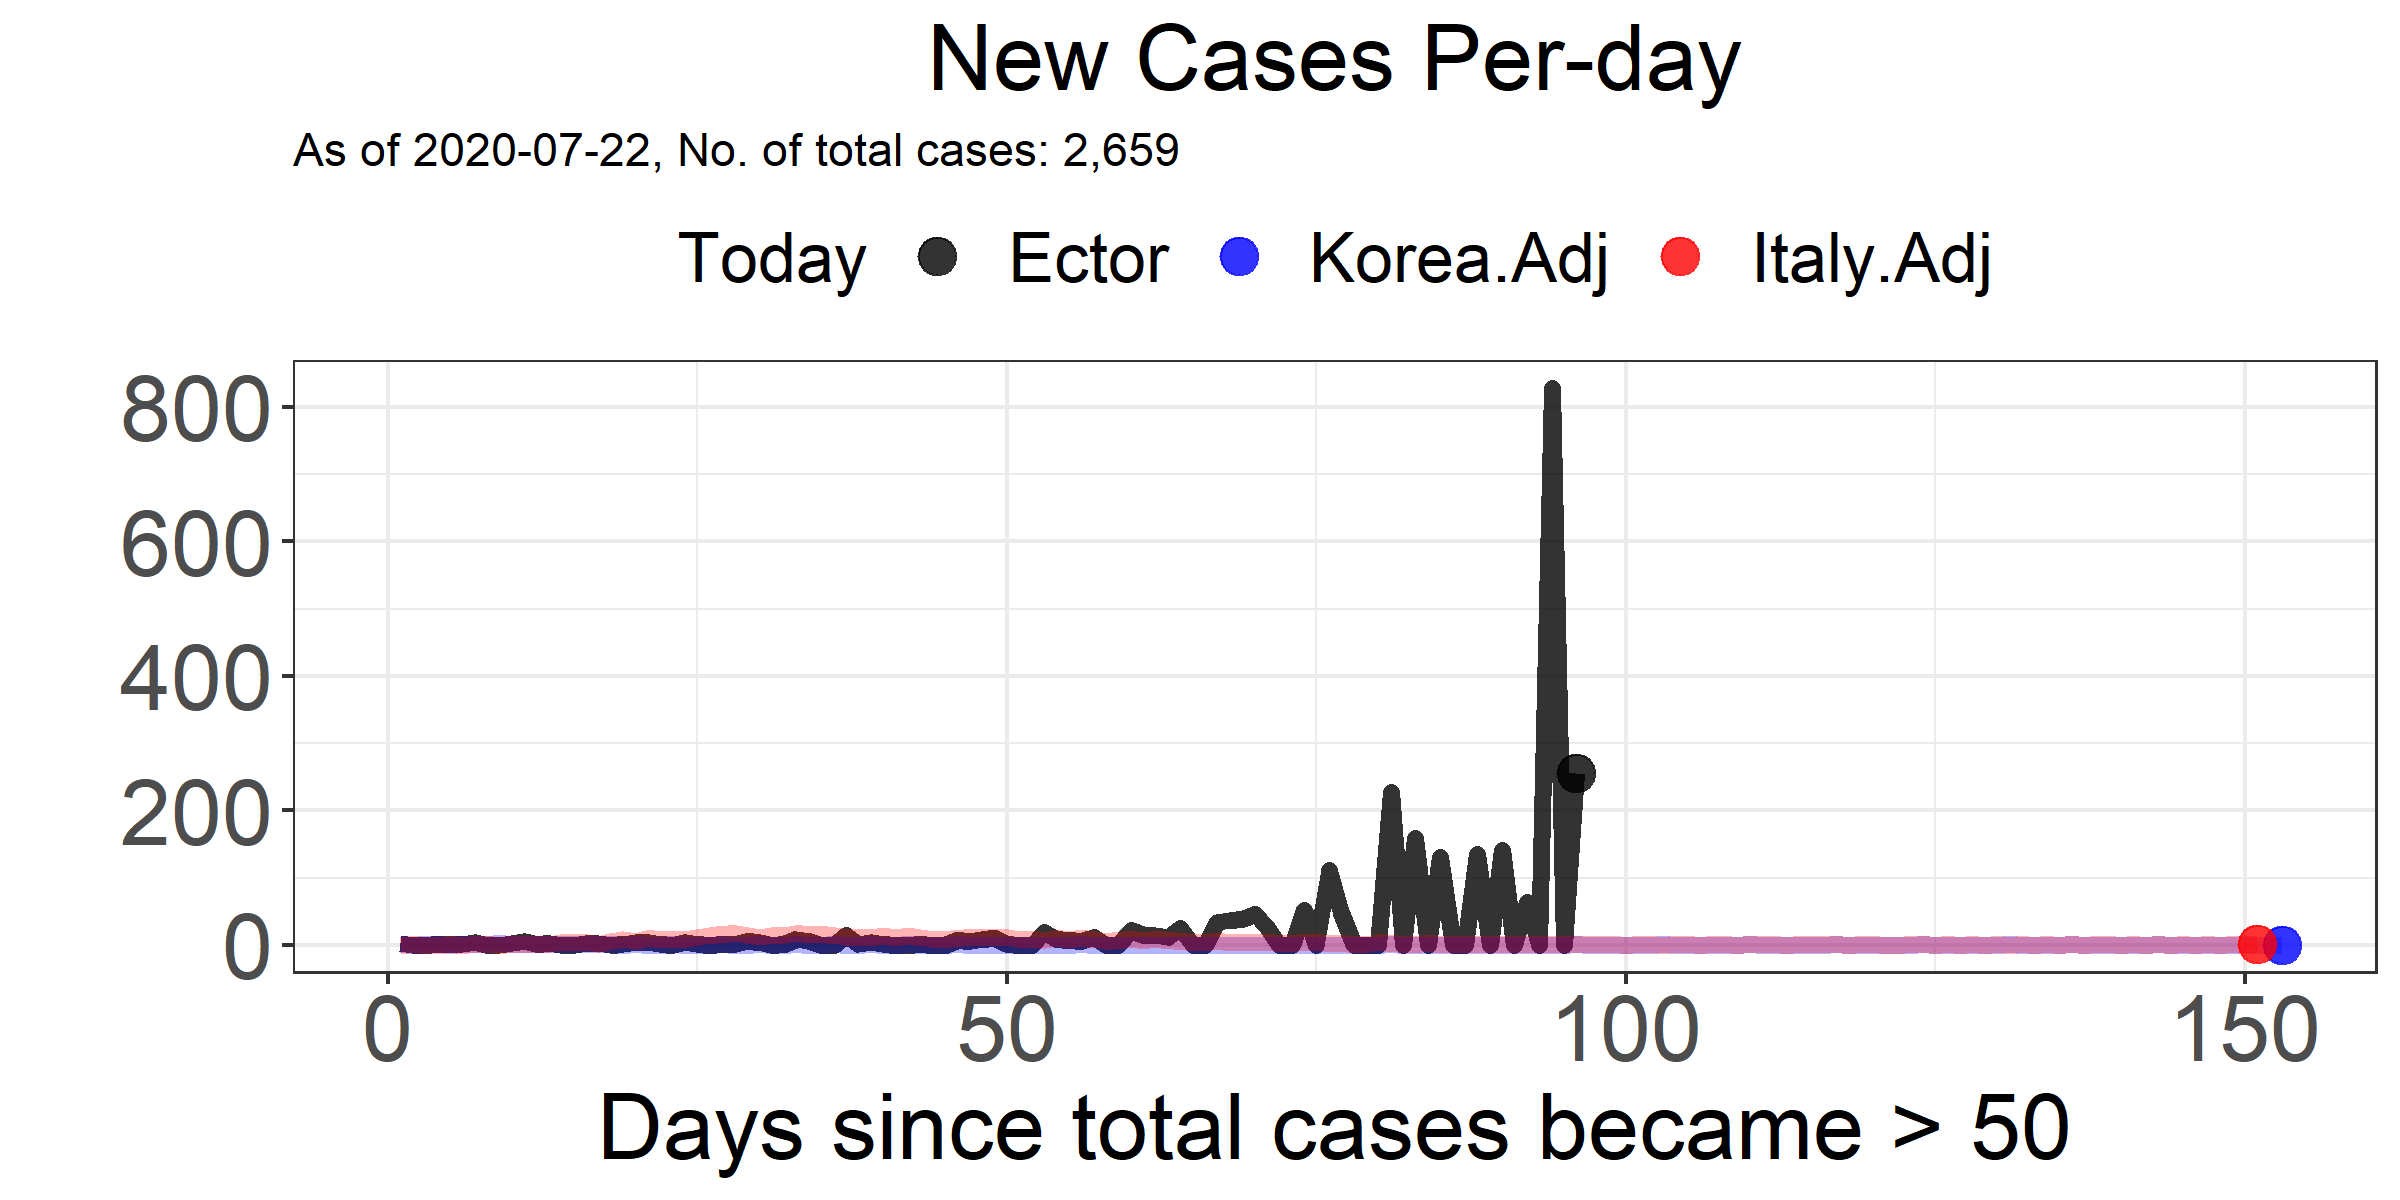 New Cases Per-day
As of 2020-07-22, No. of total cases: 2,659
Today Ector Korea.Adj Italy.Adj
800
600
400
200
0
0 50 100 150
Days since total cases became > 50